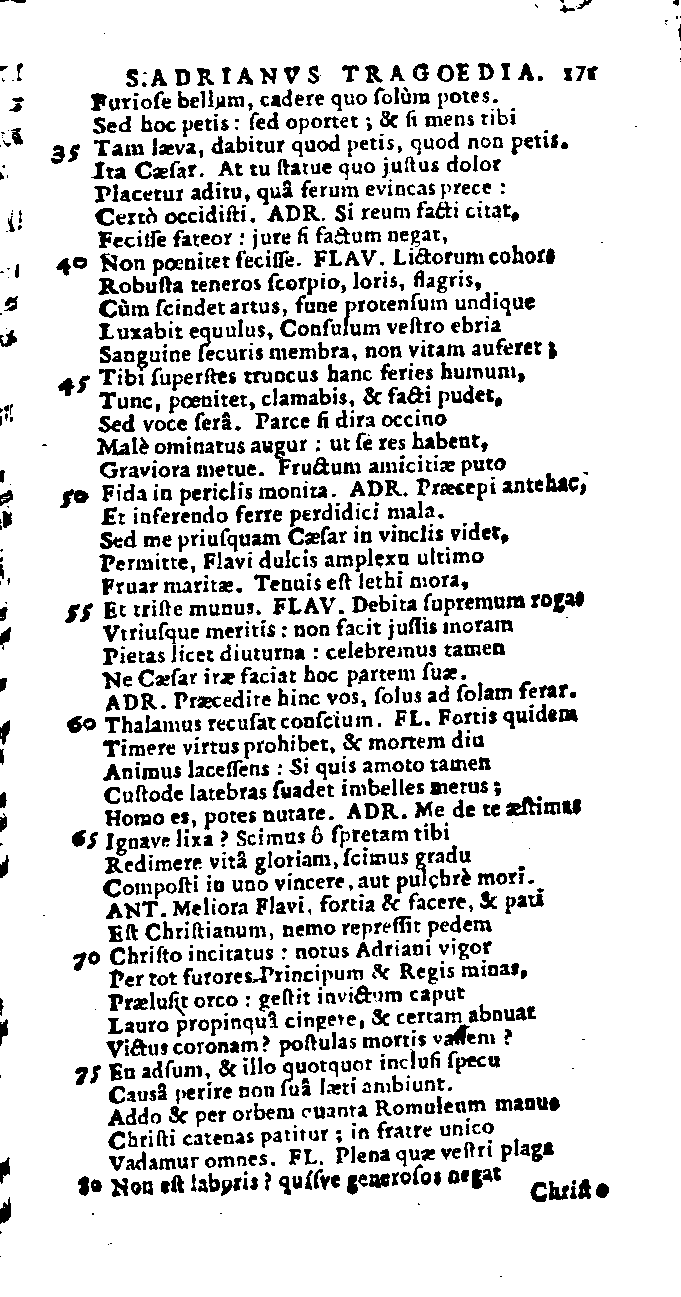 S. ADRIANVS TRAGOEDIA. 171
Furioſe bellum, cadere quo ſolùm potes.
Sed hoc petis : ſed oportet ; & ſi mens tibi
35 Tam læva, dabitur quod petis, quod non petis.
Ita Cæſar. At tu ſtatue quo juſtus dolor
Placetur aditu, quâ ferum evincas prece :
Certò occidiſti. ADR. Si reum facti citat,
Feciſſe fateor : jure ſi factum negat,
40 Non pœnitet feciſſe. FLAV. Lictorum cohors
Robuſta teneros ſcorpio, loris, flagris,
Cùm ſcindet artus, fune protenſum undique
Luxabit equulus, Conſulum veſtro ebria
Sanguine ſecuris membra, non vitam auferet ;
45 Tibi ſuperſtes truncus hanc feries humum,
Tunc, pœnitet, clamabis, & facti pudet,
Sed voce ſerâ. Parce ſi dira occino
Malè ominatus augur : ut ſe res habent,
Graviora metue. Fructum amicitiæ puto
50 Fida in periclis monita. ADR. Præcepi antehac,
Et inferendo ferre perdidici mala.
Sed me priuſquam Cæſar in vinclis videt,
Permitte, Flavi dulcis amplexu ultimo
Fruar maritæ. Tenuis eſt lethi mora,
55 Et triſte munus. FLAV. Debita ſupremum rogas
Vtriuſque meritis : non facit juſſis moram
Pietas licet diuturna : celebremus tamen
Ne Cæſar iræ faciat hoc partem ſuæ.
ADR. Præcedite hinc vos, ſolus ad ſolam ferar.
60 Thalamus recuſat conſcium. FL. Fortis quidem
Timere virtus prohibet, & mortem diu
Animus laceſſens : Si quis amoto tamen
Cuſtode latebras ſuadet imbelles metus ;
Homo es, potes nutare. ADR. Me de te æſtimas
65 Ignave lixa ? Scimus ô ſpretam tibi
Redimere vitâ gloriam, ſcimus gradu
Compoſti in uno vincere, aut pulchrè mori.
ANT. Meliora Flavi, fortia & facere, & pati
Eſt Chriſtianum, nemo repreſſit pedem
70 Chriſto incitatus : notus Adriani vigor
Per tot furores Principum & Regis minas,
Præluſit orco : geſtit invictum caput
Lauro propinquâ cingere, & certam abnuat
Victus coronam ? poſtulas mortis vadem ?
75 En adſum, & illo quotquot incluſi ſpecu
Causâ perire non ſuâ læti ambiunt.
Addo & per orbem quanta Romuleum manus
Chriſti catenas patitur ; in fratre unico
Vadamur omnes. FL. Plena quæ veſtri plaga
80 Non eſt laboris ? quiſve generoſos negat
Chriſto